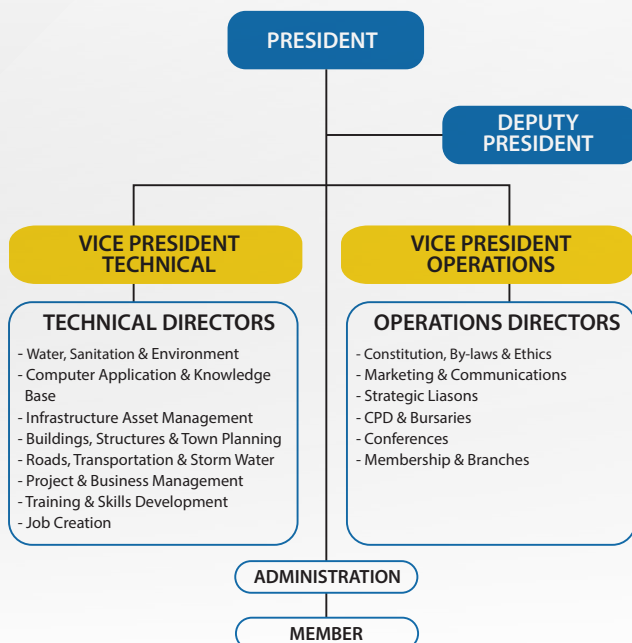 PRESIDENT
DEPUTY
PRESIDENT
VICE PRESIDENT
TECHNICAL
VICE PRESIDENT
OPERATIONS
TECHNICAL DIRECTORS
- Water, Sanitation & Environment
- Computer Application & Knowledge
Base
- Infrastructure Asset Management
- Buildings, Structures & Town Planning
- Roads, Transportation & Storm Water
- Project & Business Management
- Training & Skills Development
- Job Creation
OPERATIONS DIRECTORS
- Constitution, By-laws & Ethics
- Marketing & Communications
- Strategic Liasons
- CPD & Bursaries
- Conferences
- Membership & Branches
ADMINISTRATION
MEMBER